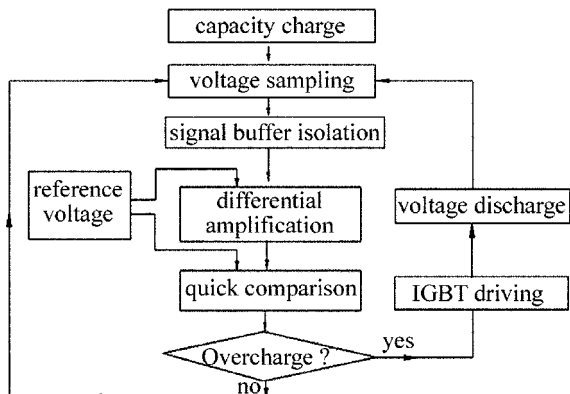 capacity charge
voltage sampling
signal buffer isolation
reference
voltage
differential
amplification
voltage discharge
quick comparison
IGBT driving
Overcharge ?
yes
no